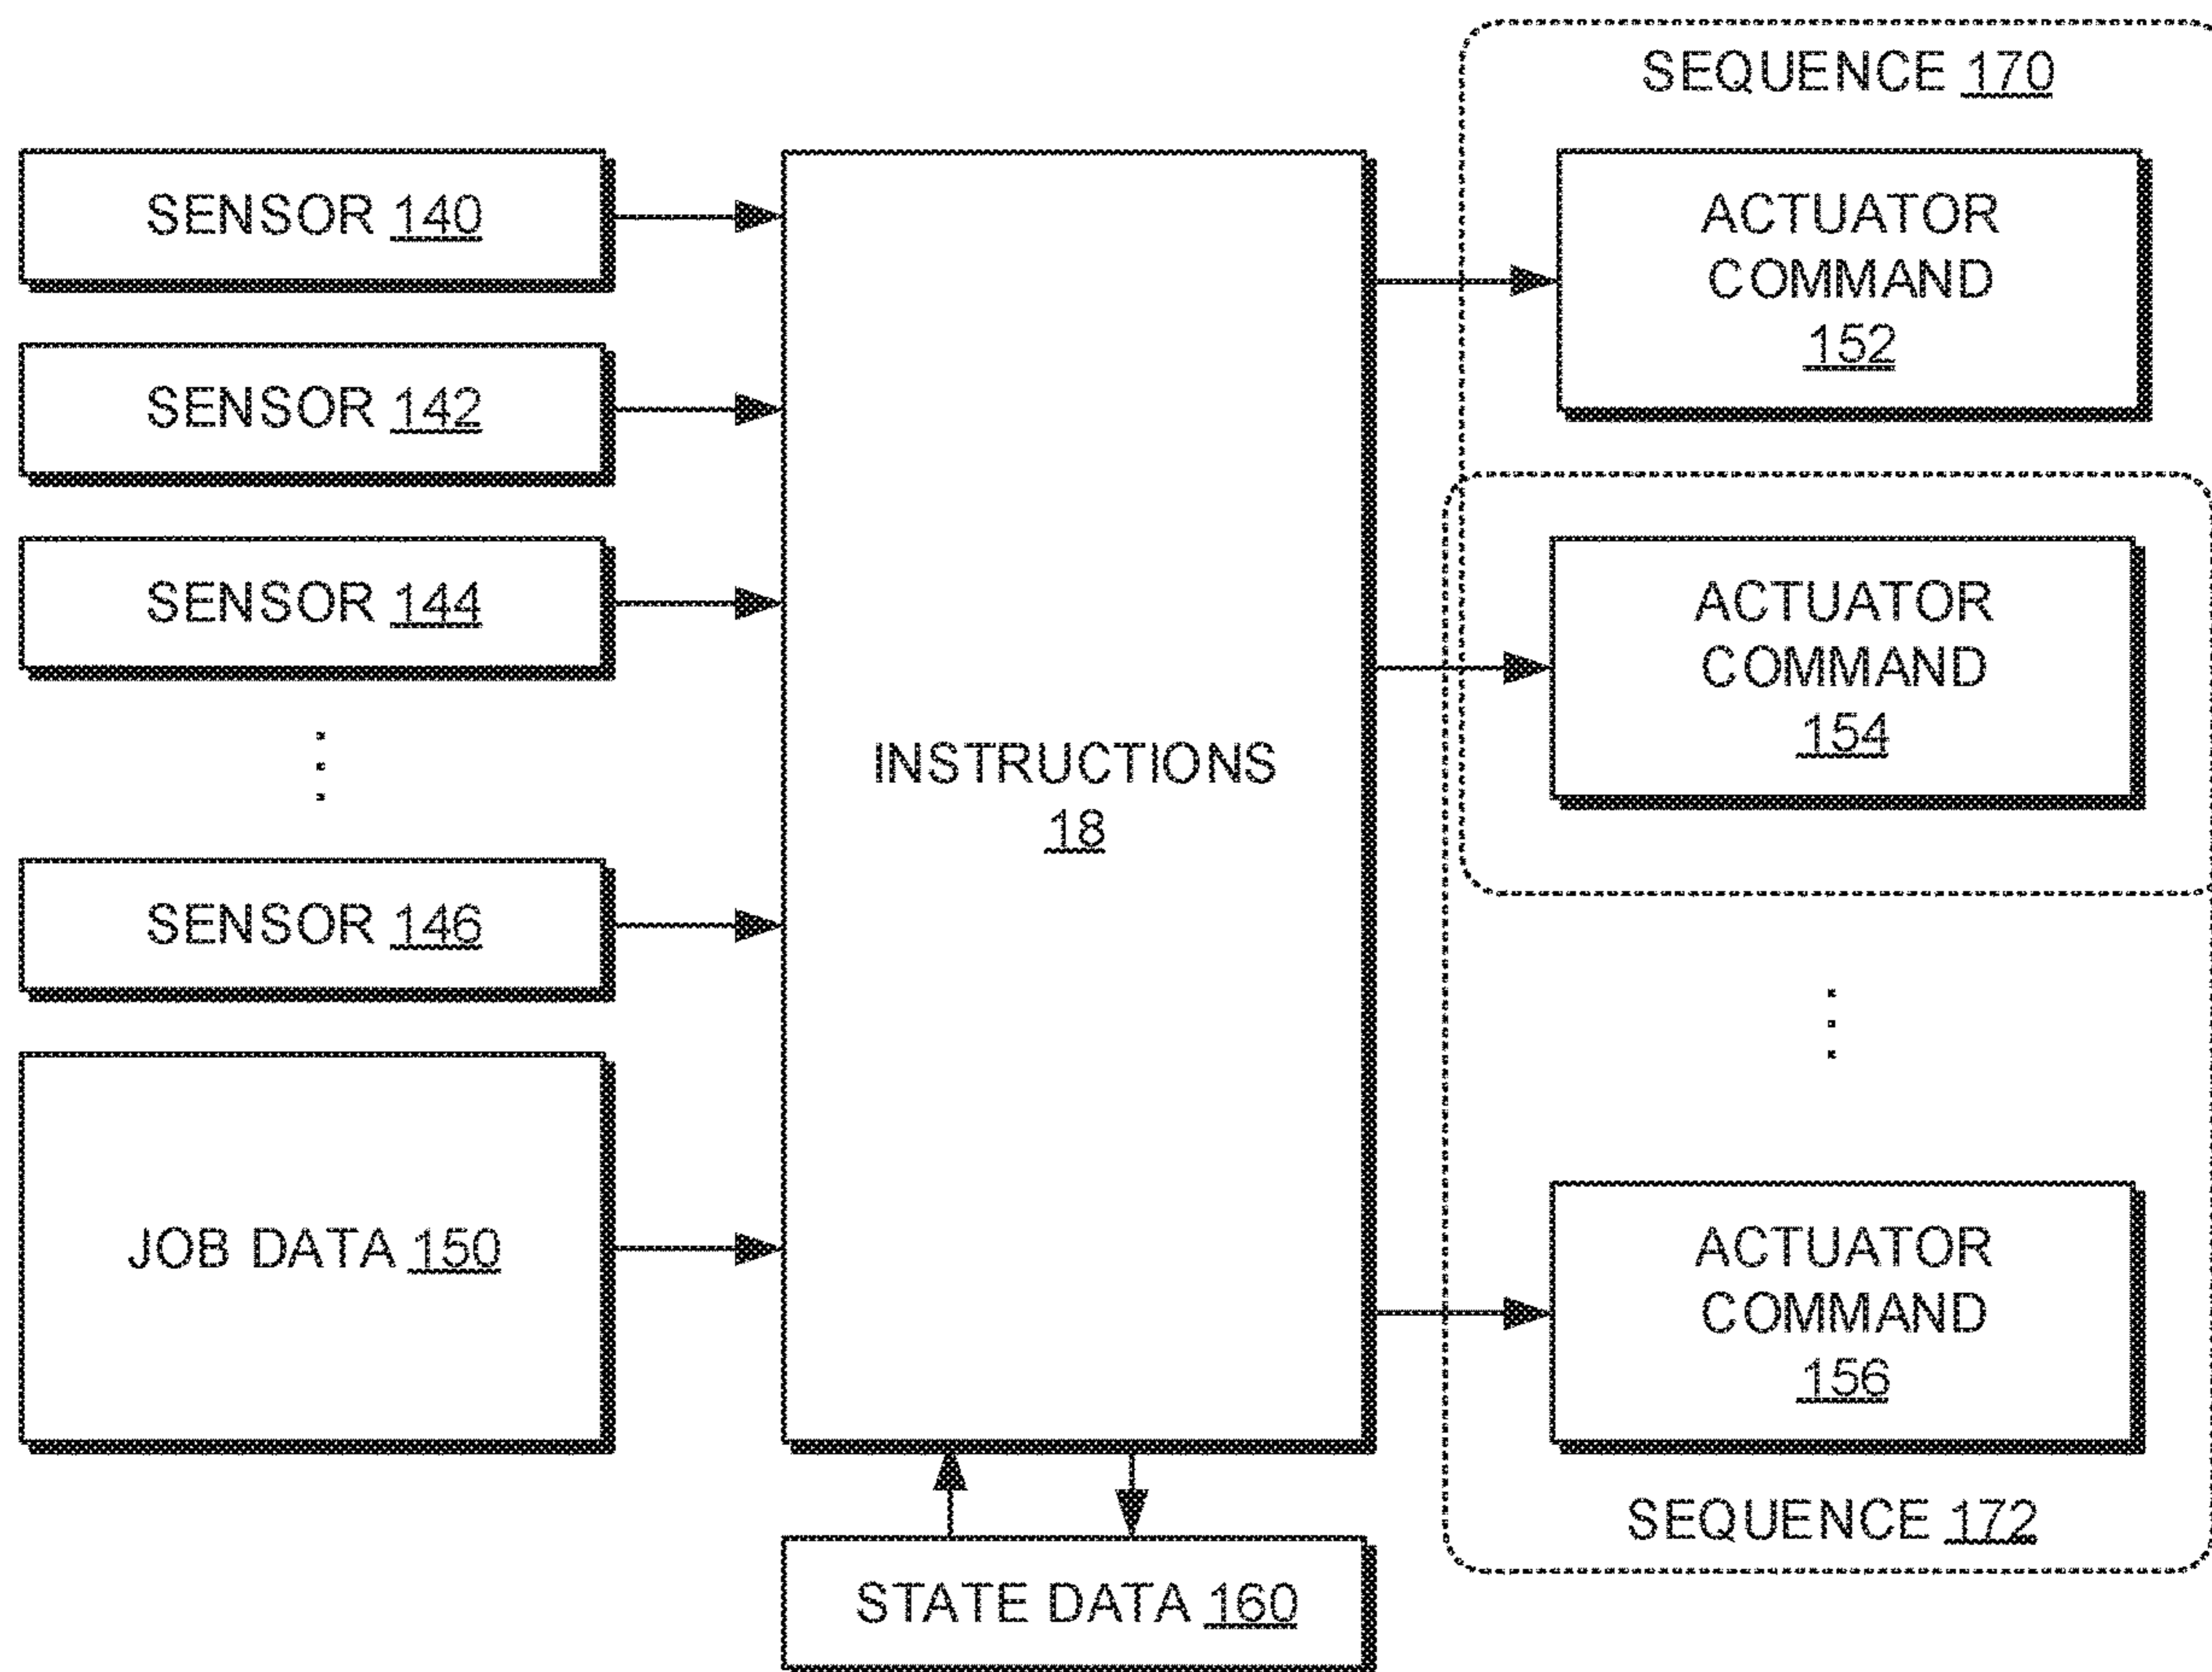 SENSOR 140
SENSOR 142
SENSOR 144
SENSOR 146
JOB DATA 150
INSTRUCTIONS
18
STATE DATA 160
SEQUENCE 170
ACTUATOR
COMMAND
152
ACTUATOR
COMMAND
154
ACTUATOR
COMMAND
156
SEQUENCE 172